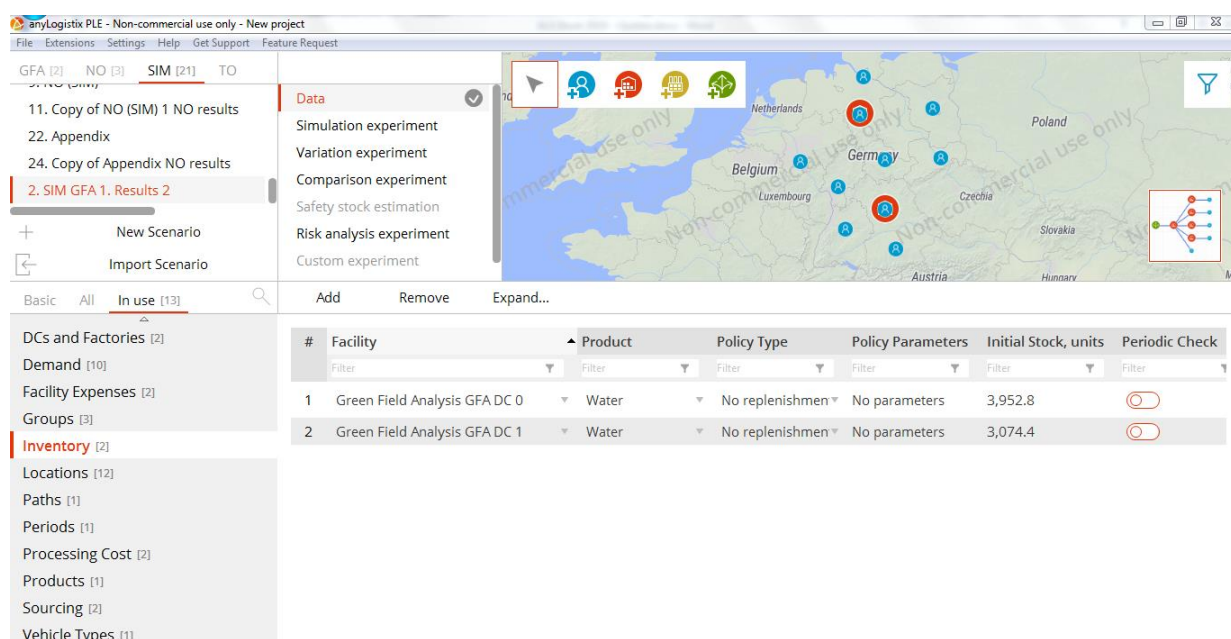 anyLogistix PLE - Non-commercial use only - New project
File Extensions Settings Help Get Support Feature Request
GFA [2] NO [3] SIM [21] TO
9. NO (SIM)
11. Copy of NO (SIM) 1 NO results
22. Appendix
24. Copy of Appendix NO results
2. SIM GFA 1. Results 2
New Scenario
Import Scenario
Data
Simulation experiment
Variation experiment
Comparison experiment
Safety stock estimation
Risk analysis experiment
Custom experiment
Netherlands
Poland
Belgium
Germany
Luxembourg
Czechia
Slovakia
Austria
Hungary
Non-commercial use only
Basic All In use [13]
Add Remove Expand...
DCs and Factories [2]
Demand [10]
Facility Expenses [2]
Groups [3]
Inventory [2]
Locations [12]
Paths [1]
Periods [1]
Processing Cost [2]
Products [1]
Sourcing [2]
Vehicle Types [1]
# Facility Product Policy Type Policy Parameters Initial Stock, units Periodic Check
Filter Filter Filter Filter Filter Filter
1 Green Field Analysis GFA DC 0 Water No replenishmen No parameters 3,952.8
2 Green Field Analysis GFA DC 1 Water No replenishmen No parameters 3,074.4